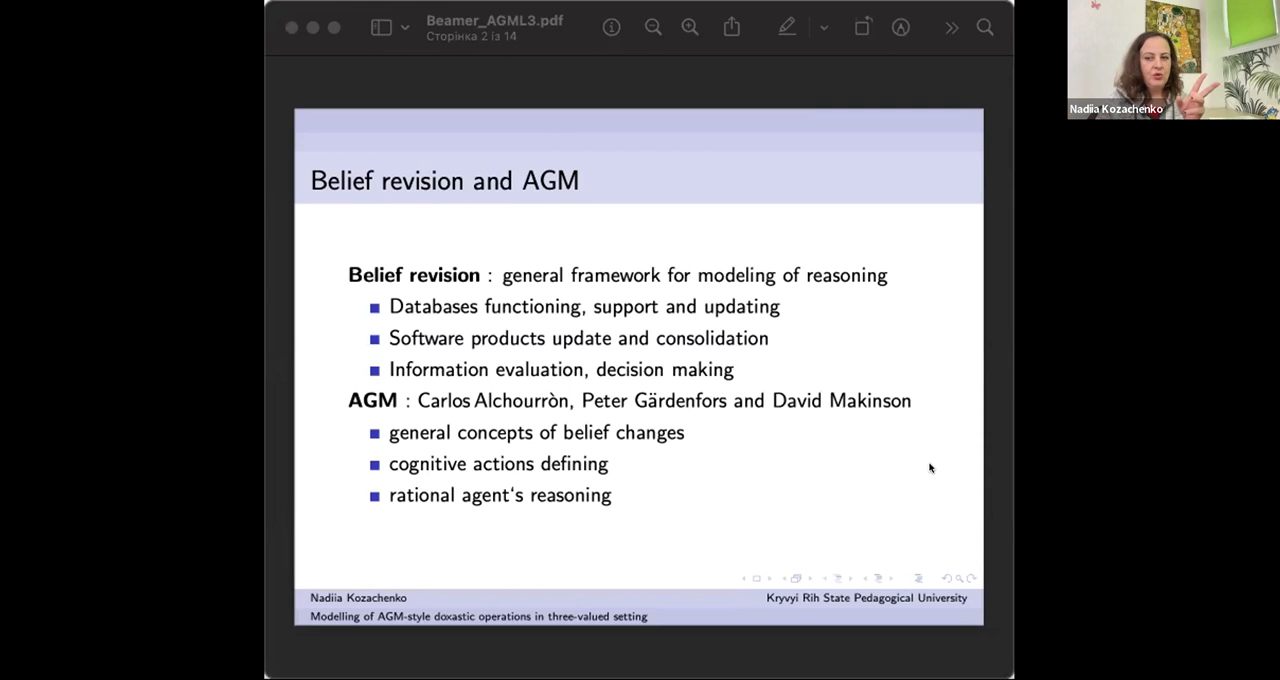 Beamer_AGML3.pdf
Сторінка 2 із 14
Nadiia Kozachenko
Belief revision and AGM
Belief revision : general framework for modeling of reasoning
Databases functioning, support and updating
Software products update and consolidation
Information evaluation, decision making
AGM : Carlos Alchourròn, Peter Gärdenfors and David Makinson
general concepts of belief changes
cognitive actions defining
rational agent‘s reasoning
Nadiia Kozachenko
Kryvyi Rih State Pedagogical University
Modelling of AGM-style doxastic operations in three-valued setting